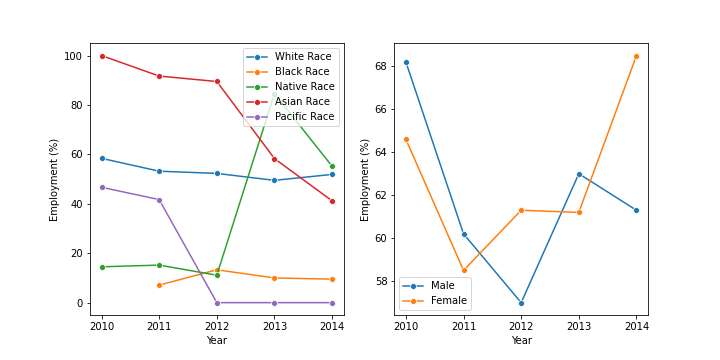 100
80
60
40
20
0
Employment (%)
2010 2011 2012 2013 2014
Year
White Race
Black Race
Native Race
Asian Race
Pacific Race
68
66
64
62
60
58
Employment (%)
2010 2011 2012 2013 2014
Year
Male
Female